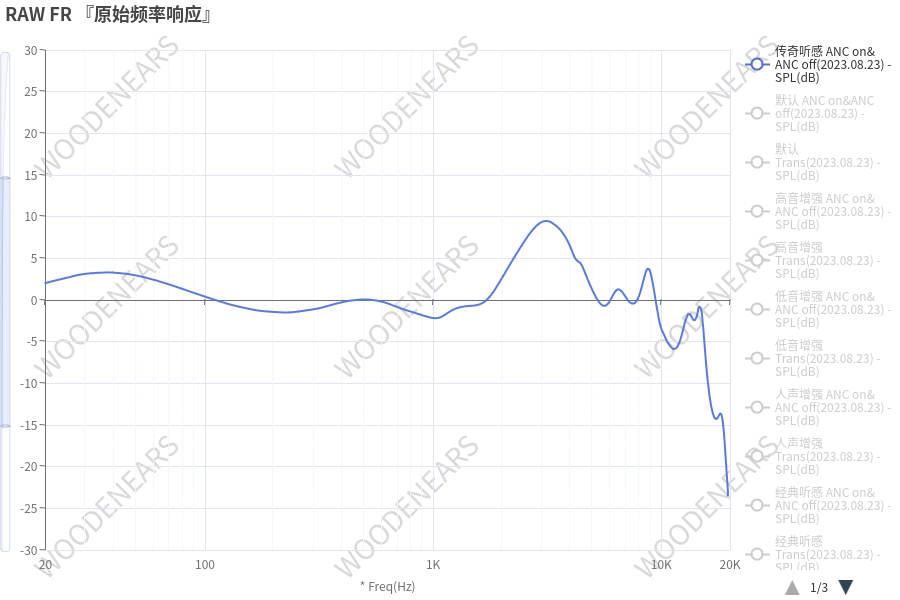 RAW FR 『原始频率响应』
30
25
20
15
10
5
0
-5
-10
-15
-20
-25
-30
20
100
1K
10K
20K
* Freq(Hz)
WOODENEARS
WOODENEARS
WOODENEARS
WOODENEARS
WOODENEARS
WOODENEARS
WOODENEARS
WOODENEARS
WOODENEARS
传奇听感 ANC on&
ANC off(2023.08.23) -
SPL(dB)
默认 ANC on&ANC
off(2023.08.23) -
SPL(dB)
默认
Trans(2023.08.23) -
SPL(dB)
高音增强 ANC on&
ANC off(2023.08.23) -
SPL(dB)
高音增强
Trans(2023.08.23) -
SPL(dB)
低音增强 ANC on&
ANC off(2023.08.23) -
SPL(dB)
低音增强
Trans(2023.08.23) -
SPL(dB)
人声增强 ANC on&
ANC off(2023.08.23) -
SPL(dB)
人声增强
Trans(2023.08.23) -
SPL(dB)
经典听感 ANC on&
ANC off(2023.08.23) -
SPL(dB)
经典听感
Trans(2023.08.23) -
SPL(dB)
1/3